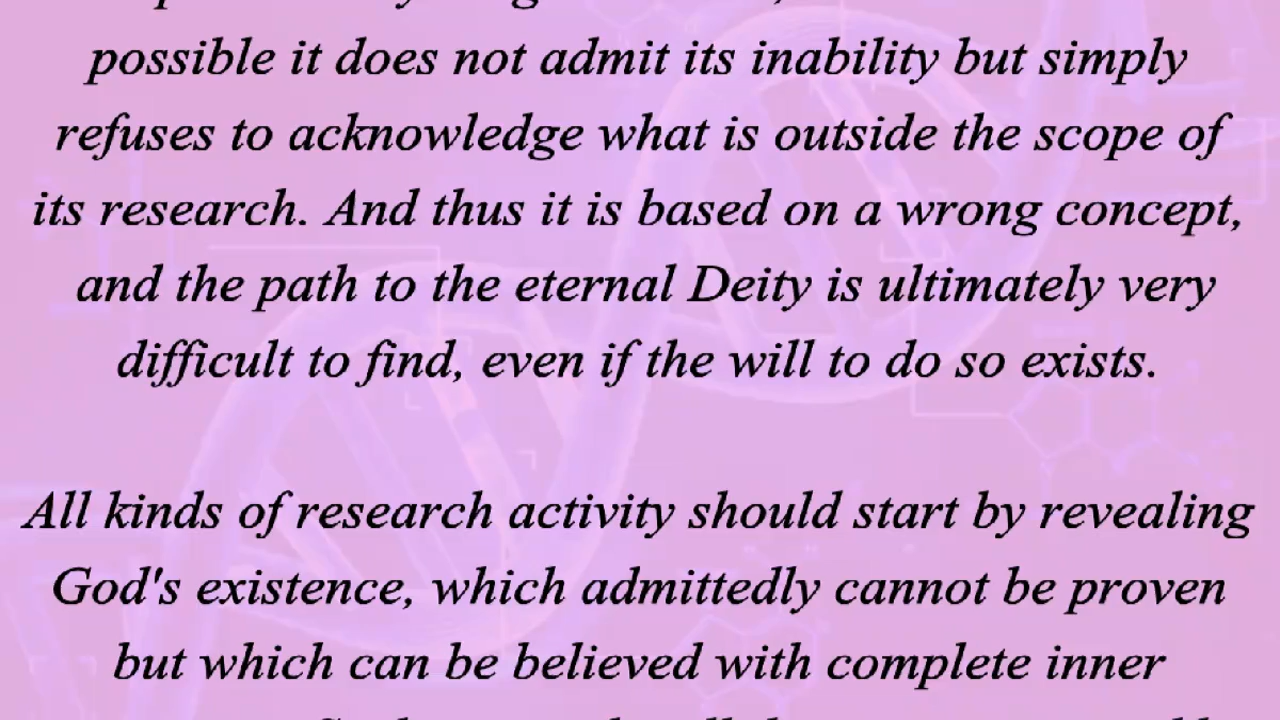 possible it does not admit its inability but simply
refuses to acknowledge what is outside the scope of
its research. And thus it is based on a wrong concept,
and the path to the eternal Deity is ultimately very
difficult to find, even if the will to do so exists.
All kinds of research activity should start by revealing
God's existence, which admittedly cannot be proven
but which can be believed with complete inner